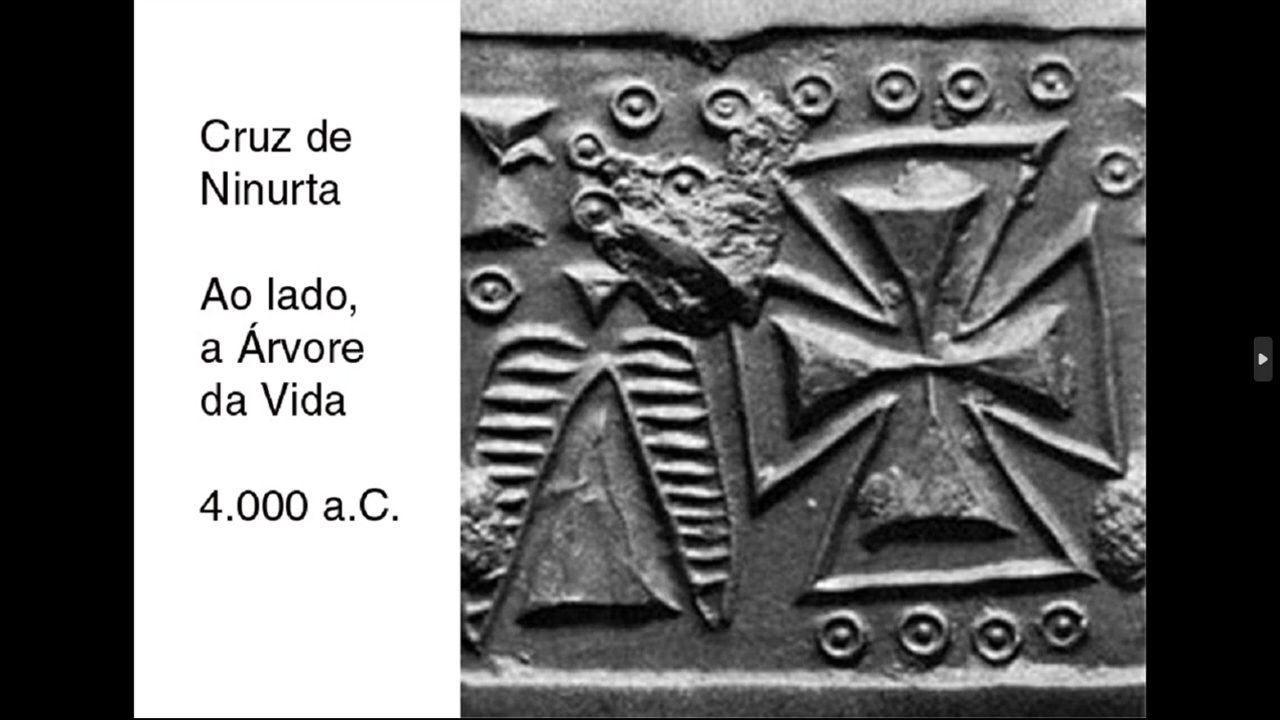 Cruz de
Ninurta
Ao lado,
a Árvore
da Vida
4.000 a.C.